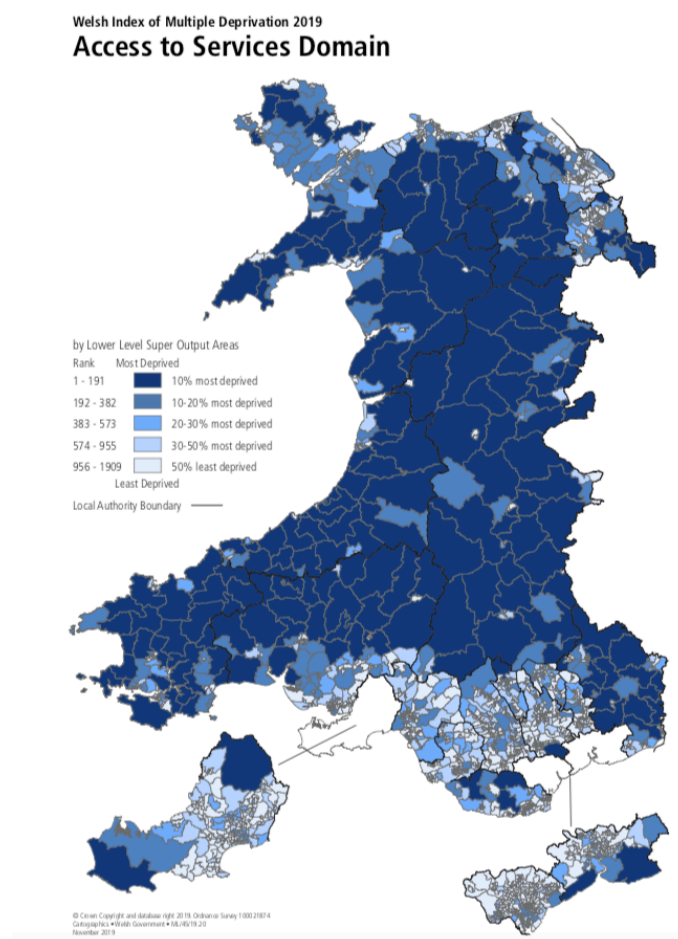 Welsh Index of Multiple Deprivation 2019
Access to Services Domain
by Lower Level Super Output Areas
Rank Most Deprived
1 - 191 10% most deprived
192 - 382 10-20% most deprived
383 - 573 20-30% most deprived
574 - 955 30-50% most deprived
956 - 1909 50% least deprived
Least Deprived
Local Authority Boundary
© Crown Copyright and database right 2019. Ordnance Survey 100021874
Cartographics • Welsh Government • ML/45/19.20
November 2019